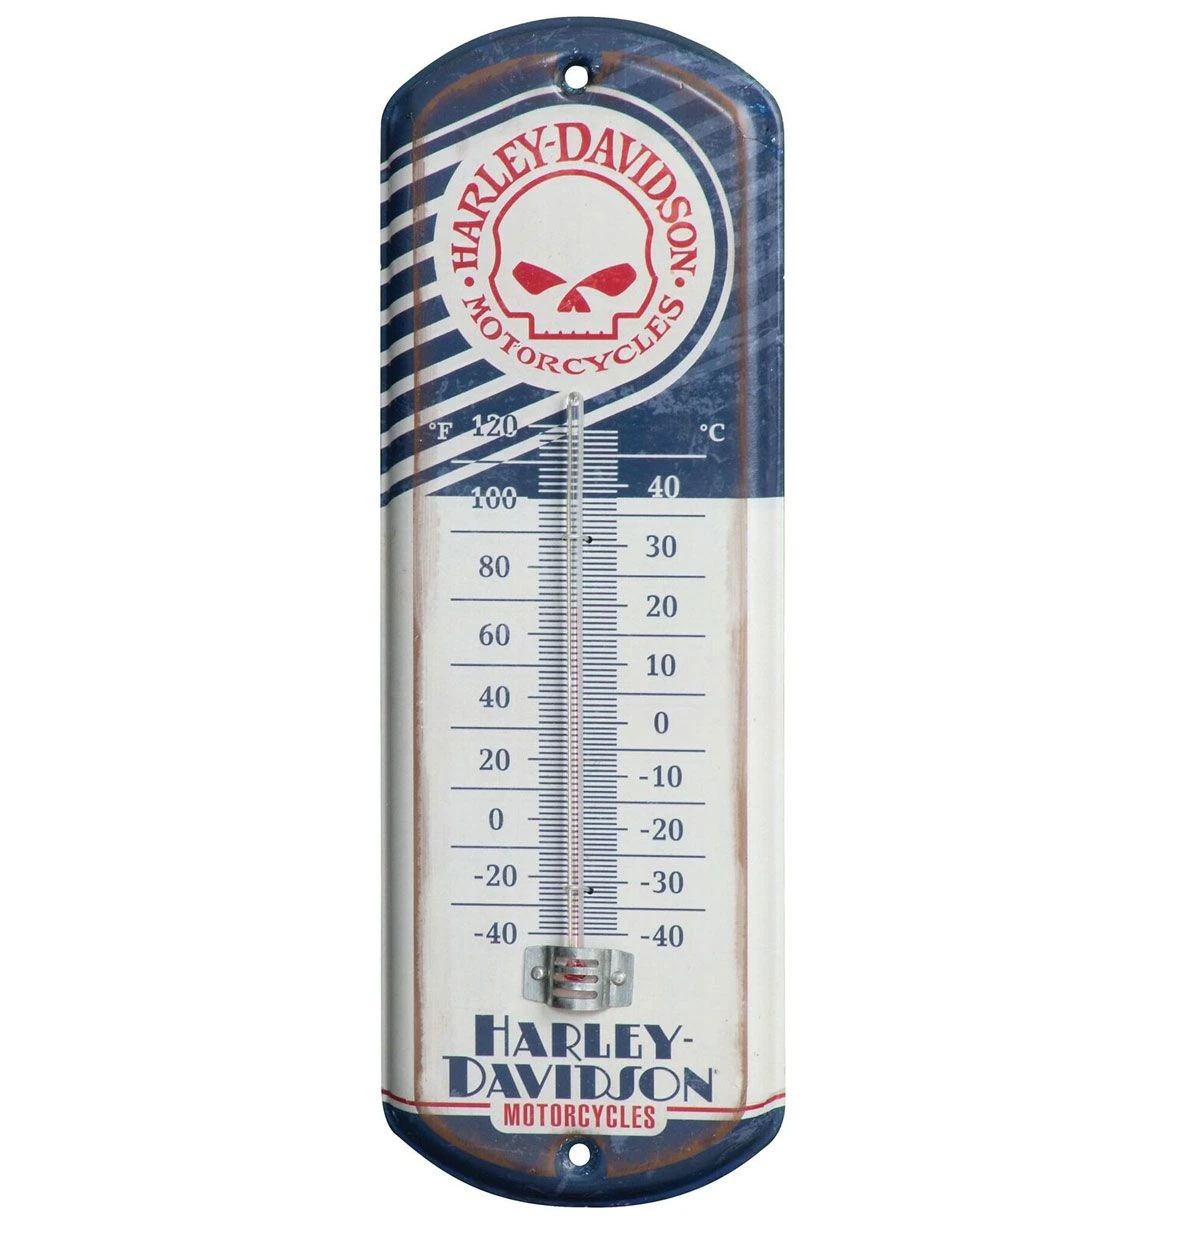 HARLEY-DAVIDSON
• MOTORCYCLES •
°F 120 °C
100 40
30
80
20
60
10
40
0
20
-10
0
-20
-20
-30
-40 -40
HARLEY-
DAVIDSON
MOTORCYCLES